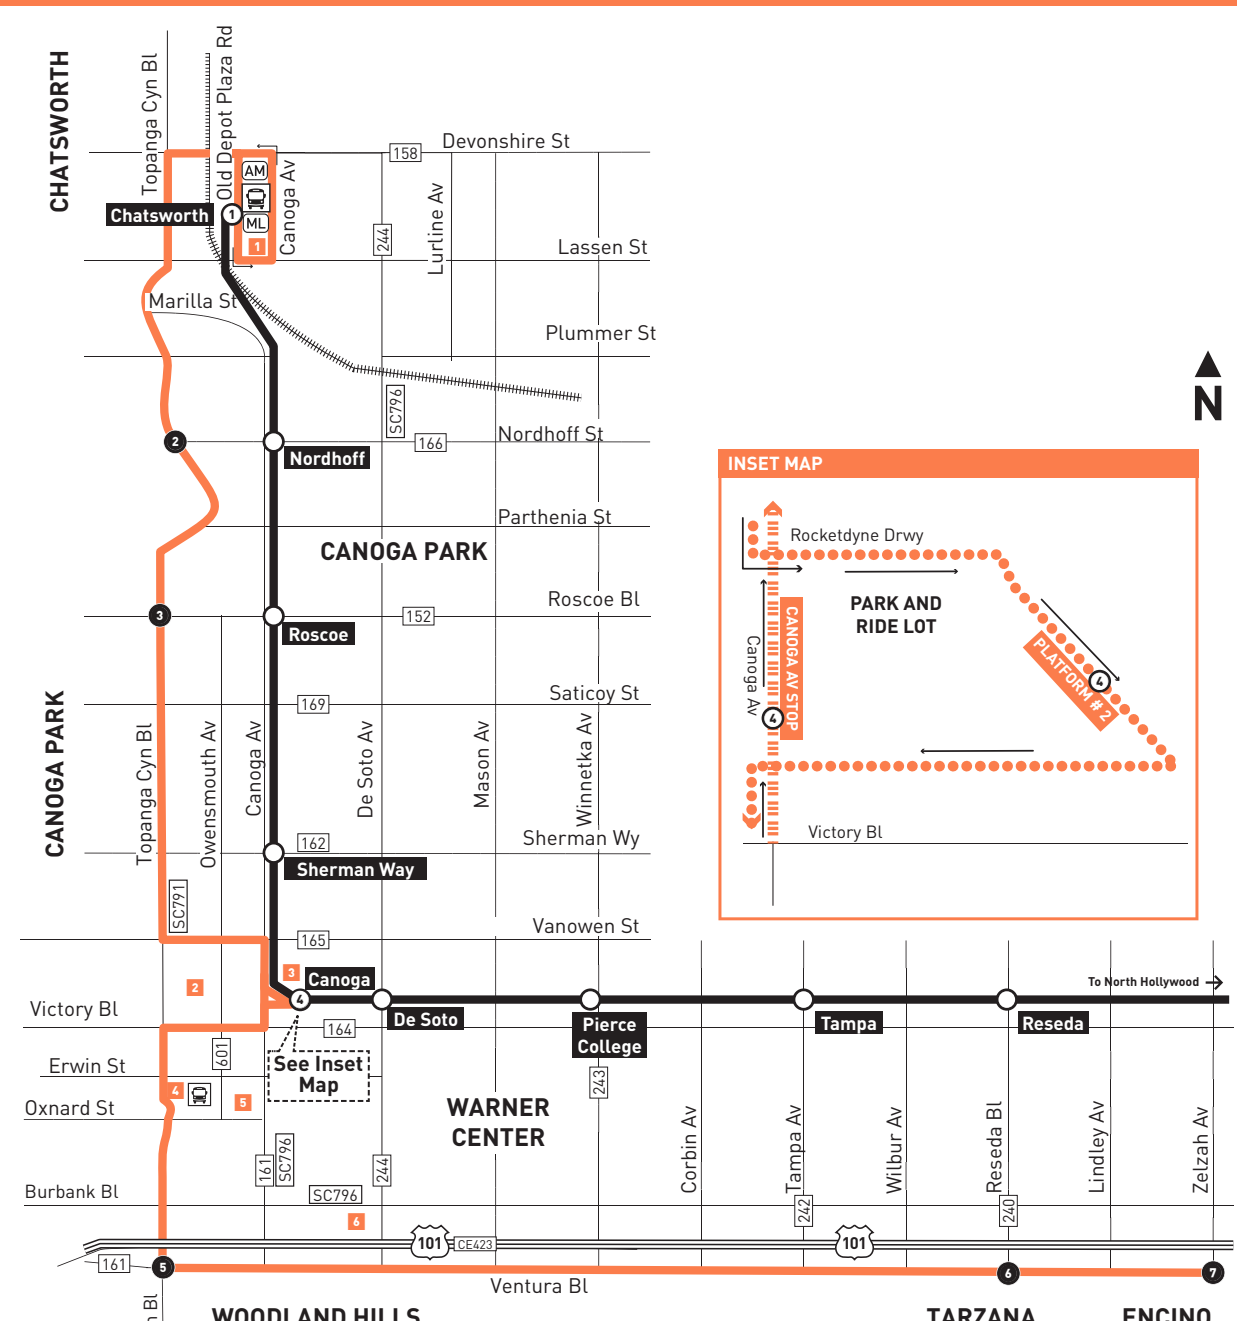 CHATSWORTH
Topanga Cyn Bl
Old Depot Plaza Rd
Devonshire St
158
AM
Canoga Av
Chatsworth
1
ML
1
244
Lurline Av
Lassen St
Marilla St
Plummer St
SC796
N
2
166
Nordhoff St
Nordhoff
INSET MAP
Rocketdyne Drwy
PARK AND
RIDE LOT
CANOGA AV STOP
Canoga Av
4
PLATFORM # 2
4
Victory Bl
Parthenia St
CANOGA PARK
Roscoe Bl
3
152
Roscoe
Saticoy St
169
CANOGA PARK
Topanga Cyn Bl
Owensmouth Av
Canoga Av
De Soto Av
Mason Av
Winnetka Av
162
Sherman Wy
Sherman Way
SC791
Vanowen St
165
3
Canoga
2
4
To North Hollywood
Victory Bl
164
De Soto
Pierce
College
Tampa
Reseda
601
See Inset
Map
Erwin St
243
4
5
Oxnard St
WARNER
CENTER
Corbin Av
Tampa Av
Wilbur Av
Reseda Bl
Lindley Av
Zelzah Av
161
SC796
244
Burbank Bl
SC796
6
242
240
101
CE423
101
161
5
6
7
Ventura Bl
n Bl
WOODLAND HILLS
TARZANA
ENCINO